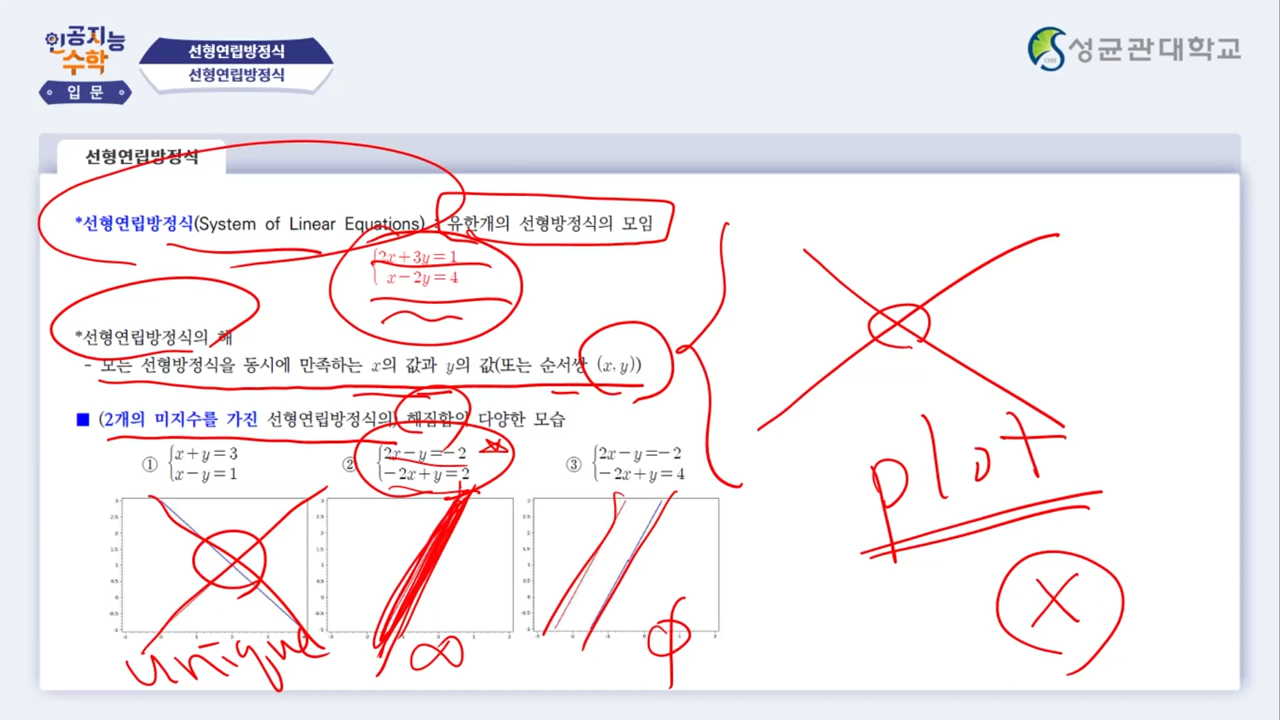 인공지능
수학
입문
선형연립방정식
선형연립방정식
성균관대학교
선형연립방정식
*선형연립방정식(System of Linear Equations) : 유한개의 선형방정식의 모임
2x+3y=1
x−2y=4
*선형연립방정식의 해
- 모든 선형방정식을 동시에 만족하는 x의 값과 y의 값(또는 순서쌍 (x, y))
■ (2개의 미지수를 가진 선형연립방정식의) 해집합의 다양한 모습
① x+y=3
x−y=1
② 2x−y=−2
−2x+y=2
③ 2x−y=−2
−2x+y=4
plot
unique
∞
φ
X